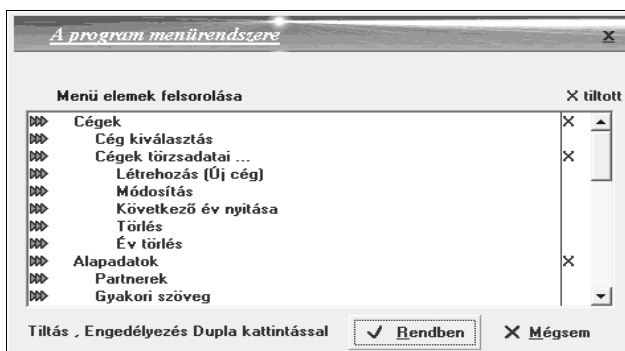 A program menürendszere
Menü elemek felsorolása X tiltott
Cégek X
Cég kiválasztás
Cégek törzsadatai ... X
Létrehozás (Új cég)
Módosítás
Következő év nyitása
Törlés
Év törlés
Alapadatok X
Partnerek
Gyakori szöveg
Tiltás , Engedélyezés Dupla kattintással Rendben Mégsem